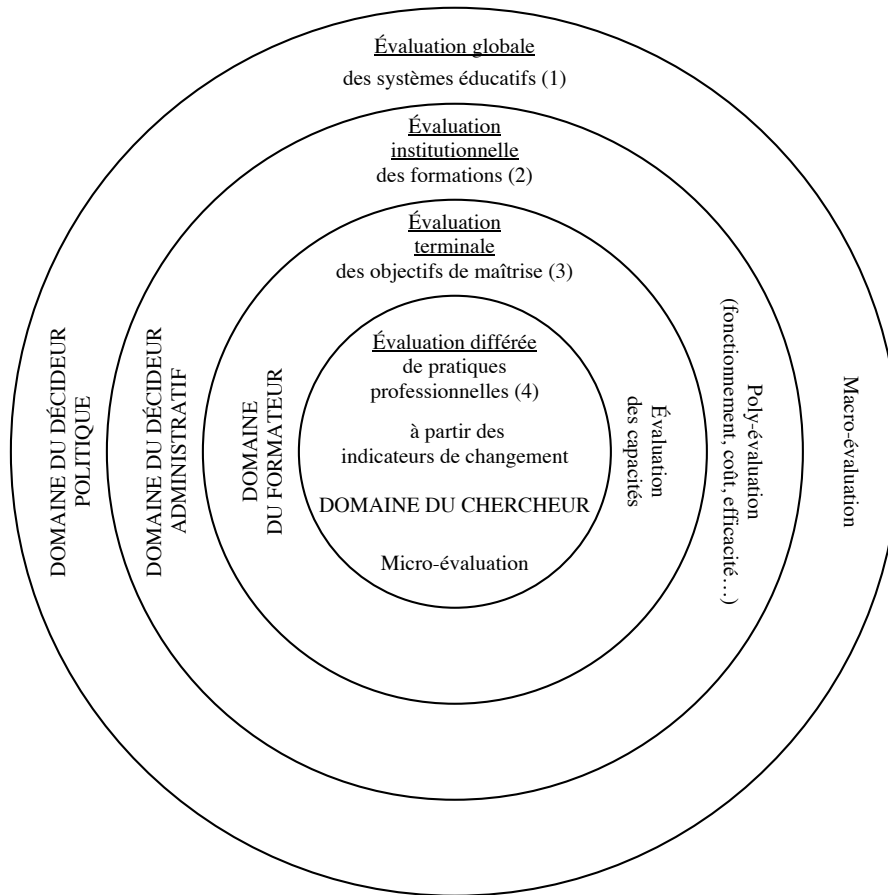 Évaluation globale
des systèmes éducatifs (1)
Évaluation
institutionnelle
des formations (2)
Évaluation
terminale
des objectifs de maîtrise (3)
Évaluation différée
de pratiques
professionnelles (4)
à partir des
indicateurs de changement
DOMAINE DU CHERCHEUR
Micro-évaluation
DOMAINE DU DÉCIDEUR
POLITIQUE
DOMAINE DU DÉCIDEUR
ADMINISTRATIF
DOMAINE
DU FORMATEUR
Évaluation
des capacités
Poly-évaluation
(fonctionnement, coût, efficacité…)
Macro-évaluation